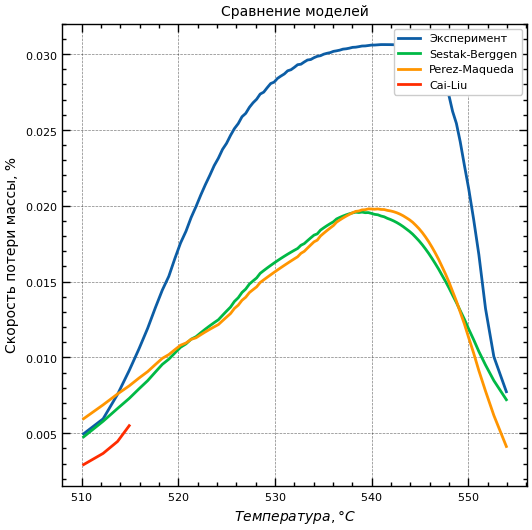 Сравнение моделей
Эксперимент
Sestak-Berggen
Perez-Maqueda
Cai-Liu
Скорость потери массы, %
0.030
0.025
0.020
0.015
0.010
0.005
510 520 530 540 550
Температура, °C